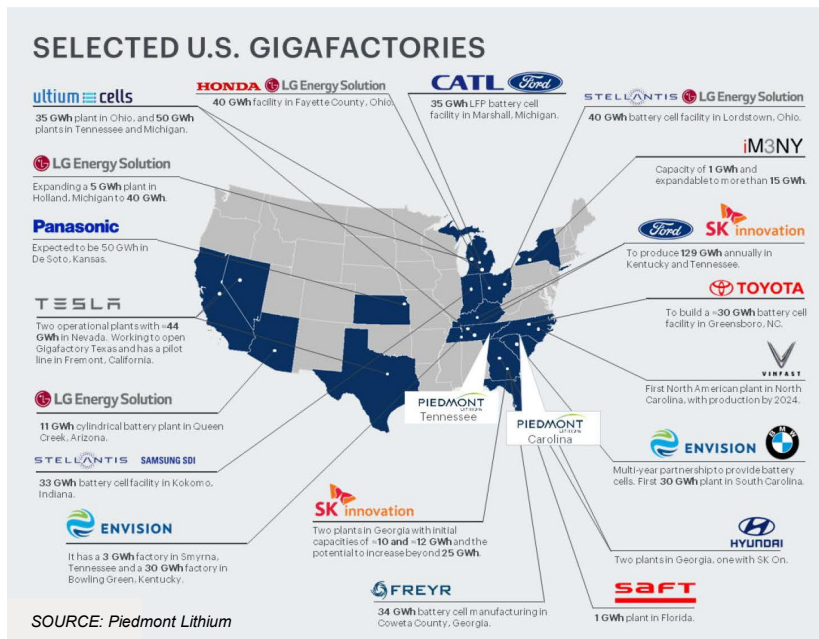 SELECTED U.S. GIGAFACTORIES
ultium cells
35 GWh plant in Ohio, and 50 GWh
plants in Tennessee and Michigan.
HONDA LG Energy Solution
40 GWh facility in Fayette County, Ohio.
CATL Ford
35 GWh LFP battery cell
facility in Marshall, Michigan.
STELLANTIS LG Energy Solution
40 GWh battery cell facility in Lordstown, Ohio.
iM3NY
Capacity of 1 GWh and
expandable to more than 15 GWh.
LG Energy Solution
Expanding a 5 GWh plant in
Holland, Michigan to 40 GWh.
Ford SK innovation
To produce 129 GWh annually in
Kentucky and Tennessee.
Panasonic
Expected to be 50 GWh in
De Soto, Kansas.
TOYOTA
To build a ≈30 GWh battery cell
facility in Greensboro, NC.
TESLA
Two operational plants with ≈44
GWh in Nevada. Working to open
Gigafactory Texas and has a pilot
line in Fremont, California.
VINFAST
First North American plant in North
Carolina, with production by 2024.
LG Energy Solution
11 GWh cylindrical battery plant in Queen
Creek, Arizona.
PIEDMONT
LITHIUM
Tennessee
PIEDMONT
LITHIUM
Carolina
ENVISION BMW
Multi-year partnership to provide battery
cells. First 30 GWh plant in South Carolina.
STELLANTIS SAMSUNG SDI
33 GWh battery cell facility in Kokomo,
Indiana.
SK innovation
Two plants in Georgia with initial
capacities of ≈10 and ≈12 GWh and the
potential to increase beyond 25 GWh.
HYUNDAI
Two plants in Georgia, one with SK On.
ENVISION
It has a 3 GWh factory in Smyrna,
Tennessee and a 30 GWh factory in
Bowling Green, Kentucky.
FREYR
34 GWh battery cell manufacturing in
Coweta County, Georgia.
saft
1 GWh plant in Florida.
SOURCE: Piedmont Lithium